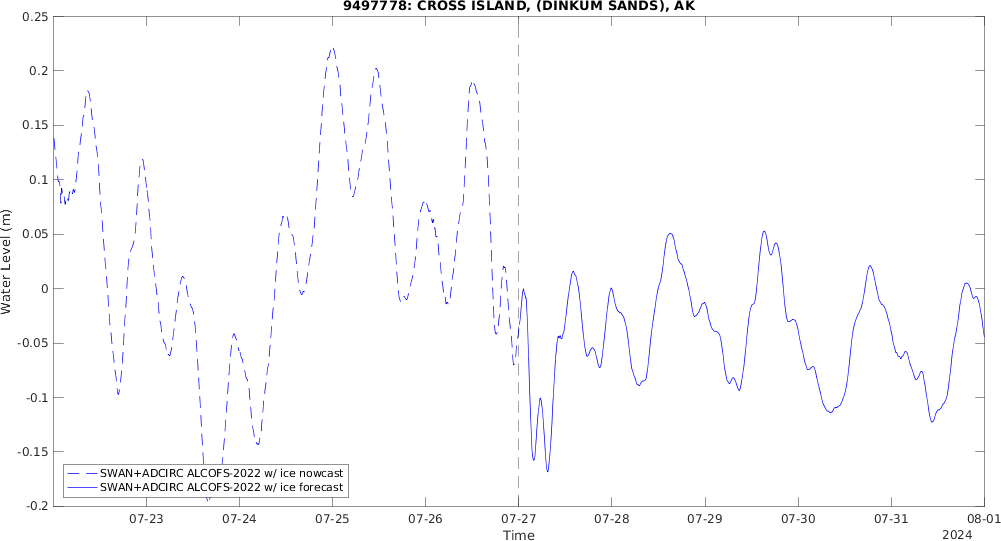 9497778: CROSS ISLAND, (DINKUM SANDS), AK
0.25
0.2
0.15
0.1
0.05
0
-0.05
-0.1
-0.15
-0.2
Water Level (m)
SWAN+ADCIRC ALCOFS-2022 w/ ice nowcast
SWAN+ADCIRC ALCOFS-2022 w/ ice forecast
07-23 07-24 07-25 07-26 07-27 07-28 07-29 07-30 07-31 08-01
Time
2024